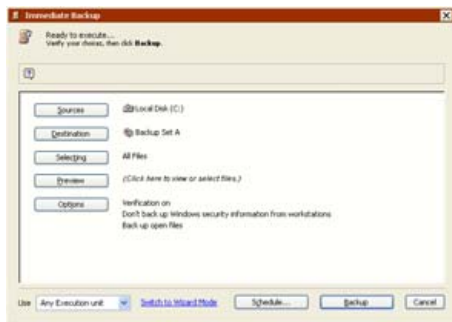 Immediate Backup
Ready to execute...
Verify your choices, then click Backup.
Sources
Local Disk (C:)
Destination
Backup Set A
Selecting
All Files
Preview
(Click here to view or select files.)
Options
Verification on
Don't back up Windows security information from workstations
Back up open files
Use
Any Execution unit
Switch to Wizard Mode
Schedule...
Backup
Cancel